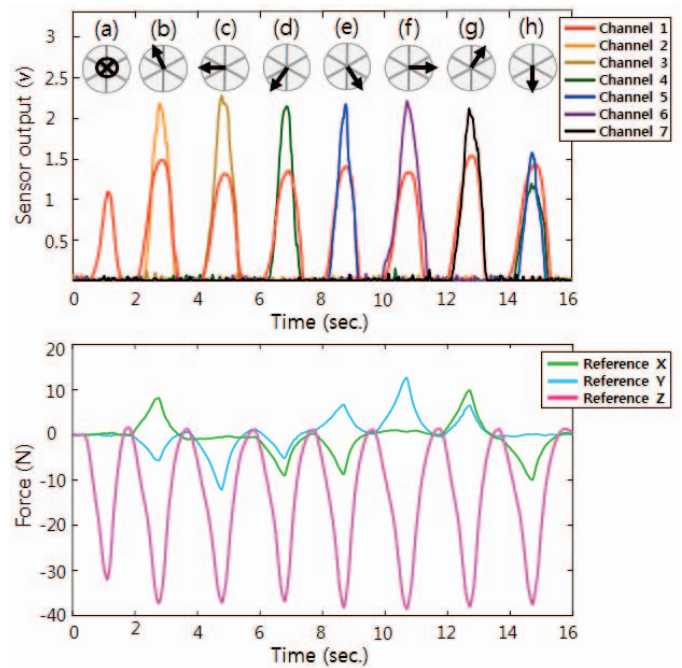 3
2.5
2
1.5
1
0.5
Sensor output (v)
(a) (b) (c) (d) (e) (f) (g) (h)
Channel 1
Channel 2
Channel 3
Channel 4
Channel 5
Channel 6
Channel 7
0 2 4 6 8 10 12 14 16
Time (sec.)
20
10
0
-10
-20
-30
-40
Force (N)
Reference X
Reference Y
Reference Z
0 2 4 6 8 10 12 14 16
Time (sec.)